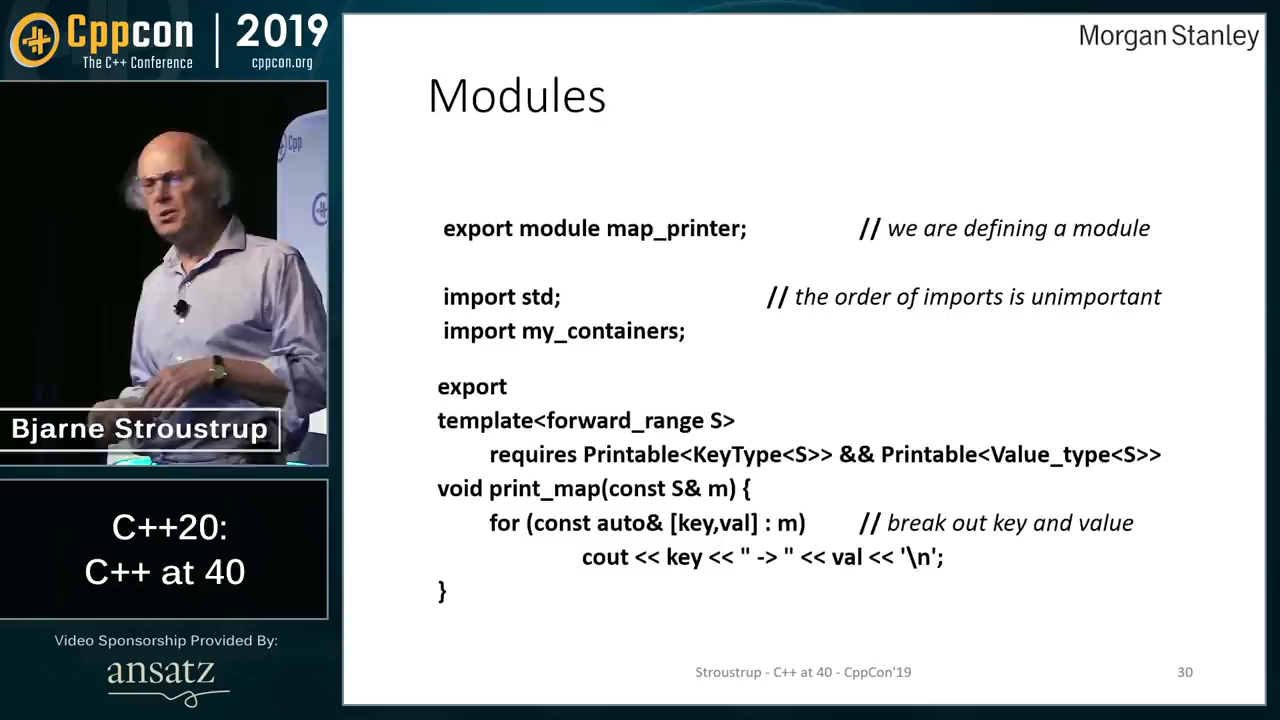 Cppcon
The C++ Conference
2019
cppcon.org
Morgan Stanley
Modules
export module map_printer; // we are defining a module
import std; // the order of imports is unimportant
import my_containers;
export
template<forward_range S>
requires Printable<KeyType<S>> && Printable<Value_type<S>>
void print_map(const S& m) {
for (const auto& [key,val] : m) // break out key and value
cout << key << " -> " << val << '\n';
}
Stroustrup - C++ at 40 - CppCon'19
30
Cpp
Bjarne Stroustrup
C++20:
C++ at 40
Video Sponsorship Provided By:
ansatz